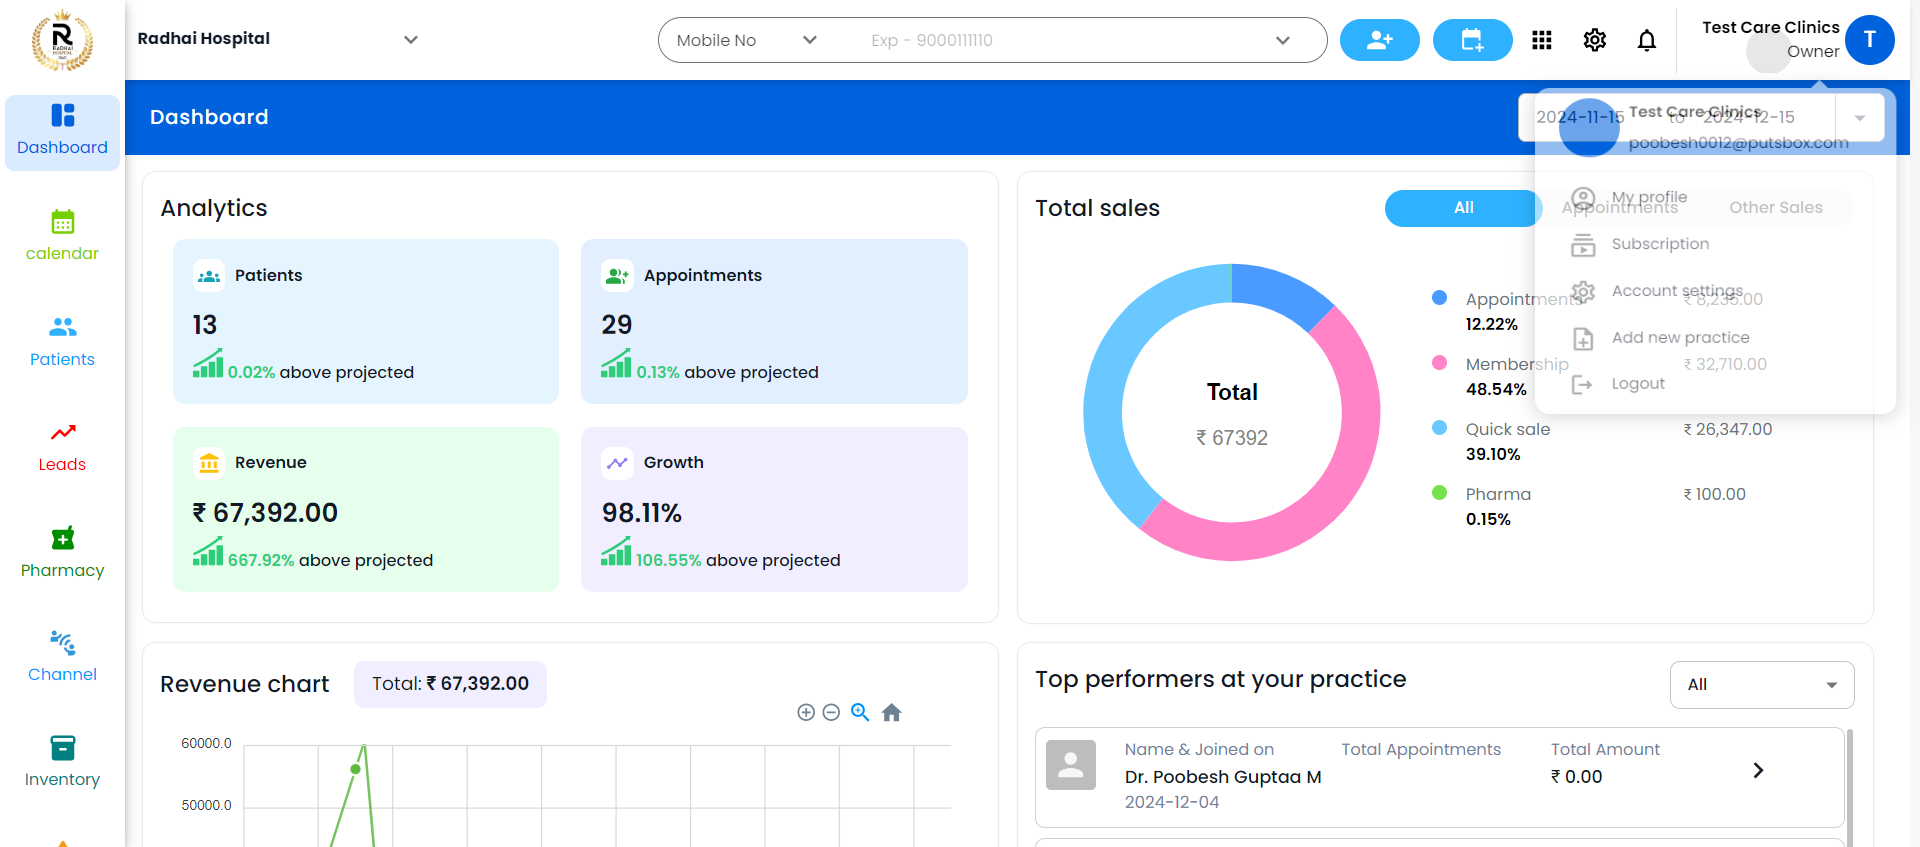 R
RADHAI
HOSPITAL
Radhai Hospital
Mobile No
Exp - 9000111110
Test Care Clinics
Owner
T
Dashboard
2024-11-15 to 2024-12-15
Test Care Clinics
poobesh0012@putsbox.com
My profile
Subscription
Account settings
Add new practice
Logout
Dashboard
calendar
Patients
Leads
Pharmacy
Channel
Inventory
Analytics
Patients
13
0.02% above projected
Appointments
29
0.13% above projected
Revenue
₹ 67,392.00
667.92% above projected
Growth
98.11%
106.55% above projected
Total sales
All
Appointments
Other Sales
Total
₹ 67392
Appointments ₹ 8,235.00
12.22%
Membership ₹ 32,710.00
48.54%
Quick sale ₹ 26,347.00
39.10%
Pharma ₹ 100.00
0.15%
Revenue chart
Total: ₹ 67,392.00
60000.0
50000.0
Top performers at your practice
All
Name & Joined on Total Appointments Total Amount
Dr. Poobesh Guptaa M ₹ 0.00
2024-12-04